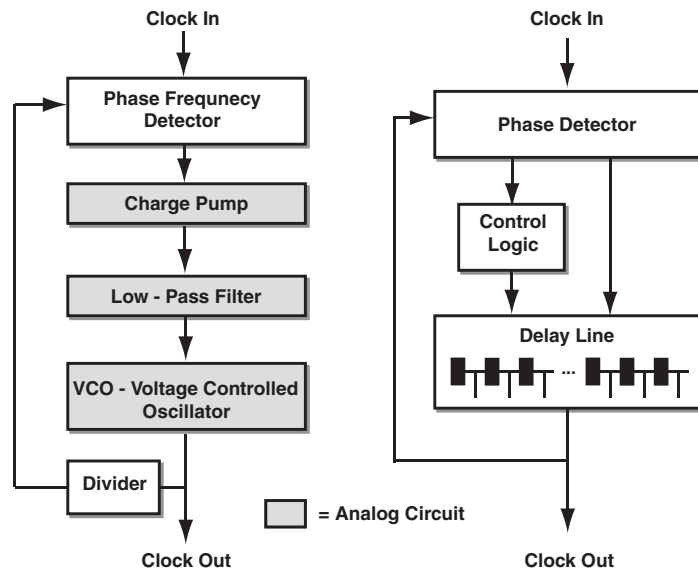 Clock In
Phase Frequnecy
Detector
Charge Pump
Low - Pass Filter
VCO - Voltage Controlled
Oscillator
Divider
Clock Out
= Analog Circuit
Clock In
Phase Detector
Control
Logic
Delay Line
...
Clock Out